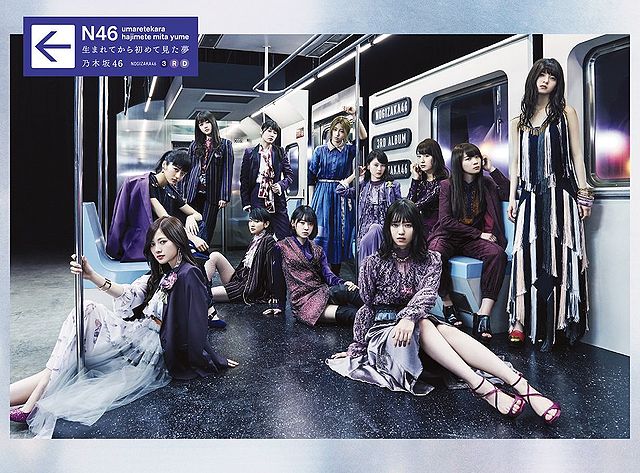 N46
umaretekara
hajimete mita yume
生まれてから初めて見た夢
乃木坂46 NOGIZAKA46 3RD
NOGIZAKA46
3RD ALBUM
NOGIZAKA46